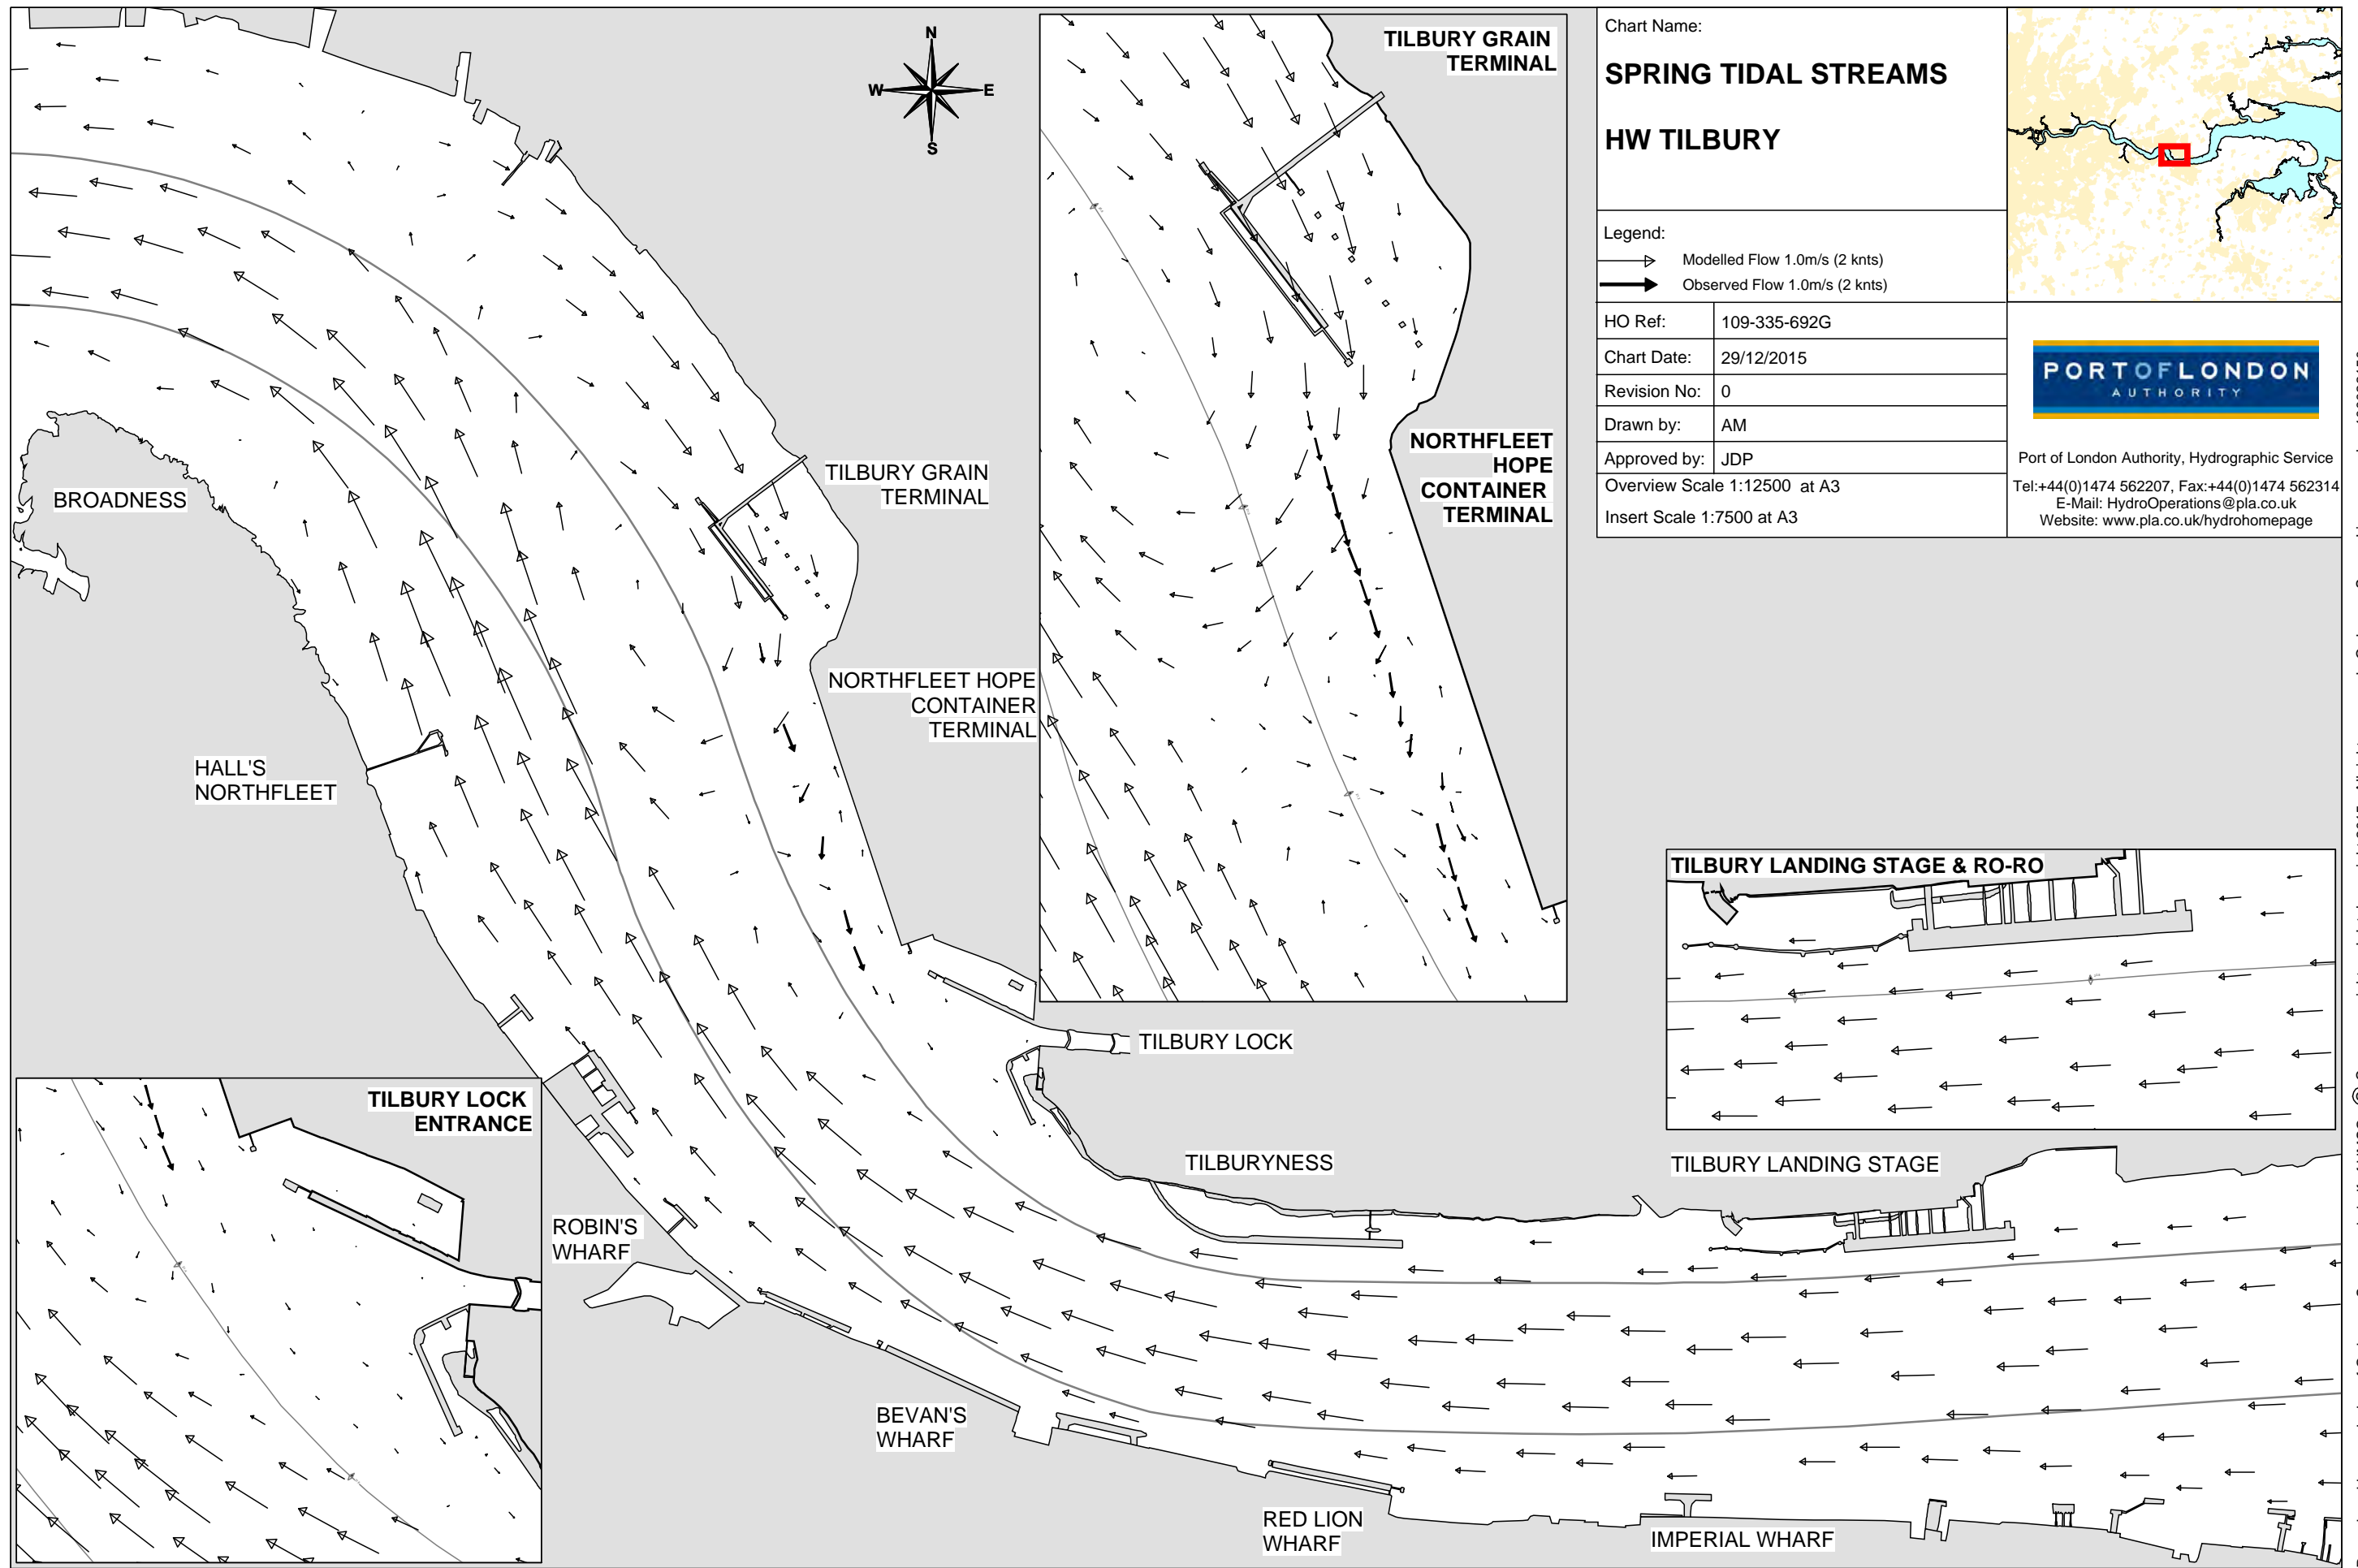 N
W
E
S
TILBURY GRAIN
TERMINAL
NORTHFLEET
HOPE
CONTAINER
TERMINAL
Chart Name:
SPRING TIDAL STREAMS
HW TILBURY
Legend:
Modelled Flow 1.0m/s (2 knts)
Observed Flow 1.0m/s (2 knts)
HO Ref: 109-335-692G
Chart Date: 29/12/2015
Revision No: 0
Drawn by: AM
Approved by: JDP
Overview Scale 1:12500 at A3
Insert Scale 1:7500 at A3
PORT OF LONDON
AUTHORITY
Port of London Authority, Hydrographic Service
Tel:+44(0)1474 562207, Fax:+44(0)1474 562314
E-Mail: HydroOperations@pla.co.uk
Website: www.pla.co.uk/hydrohomepage
BROADNESS
TILBURY GRAIN
TERMINAL
NORTHFLEET HOPE
CONTAINER
TERMINAL
HALL'S
NORTHFLEET
TILBURY LANDING STAGE & RO-RO
TILBURY LOCK
TILBURY LOCK
ENTRANCE
TILBURYNESS
TILBURY LANDING STAGE
ROBIN'S
WHARF
BEVAN'S
WHARF
RED LION
WHARF
IMPERIAL WHARF